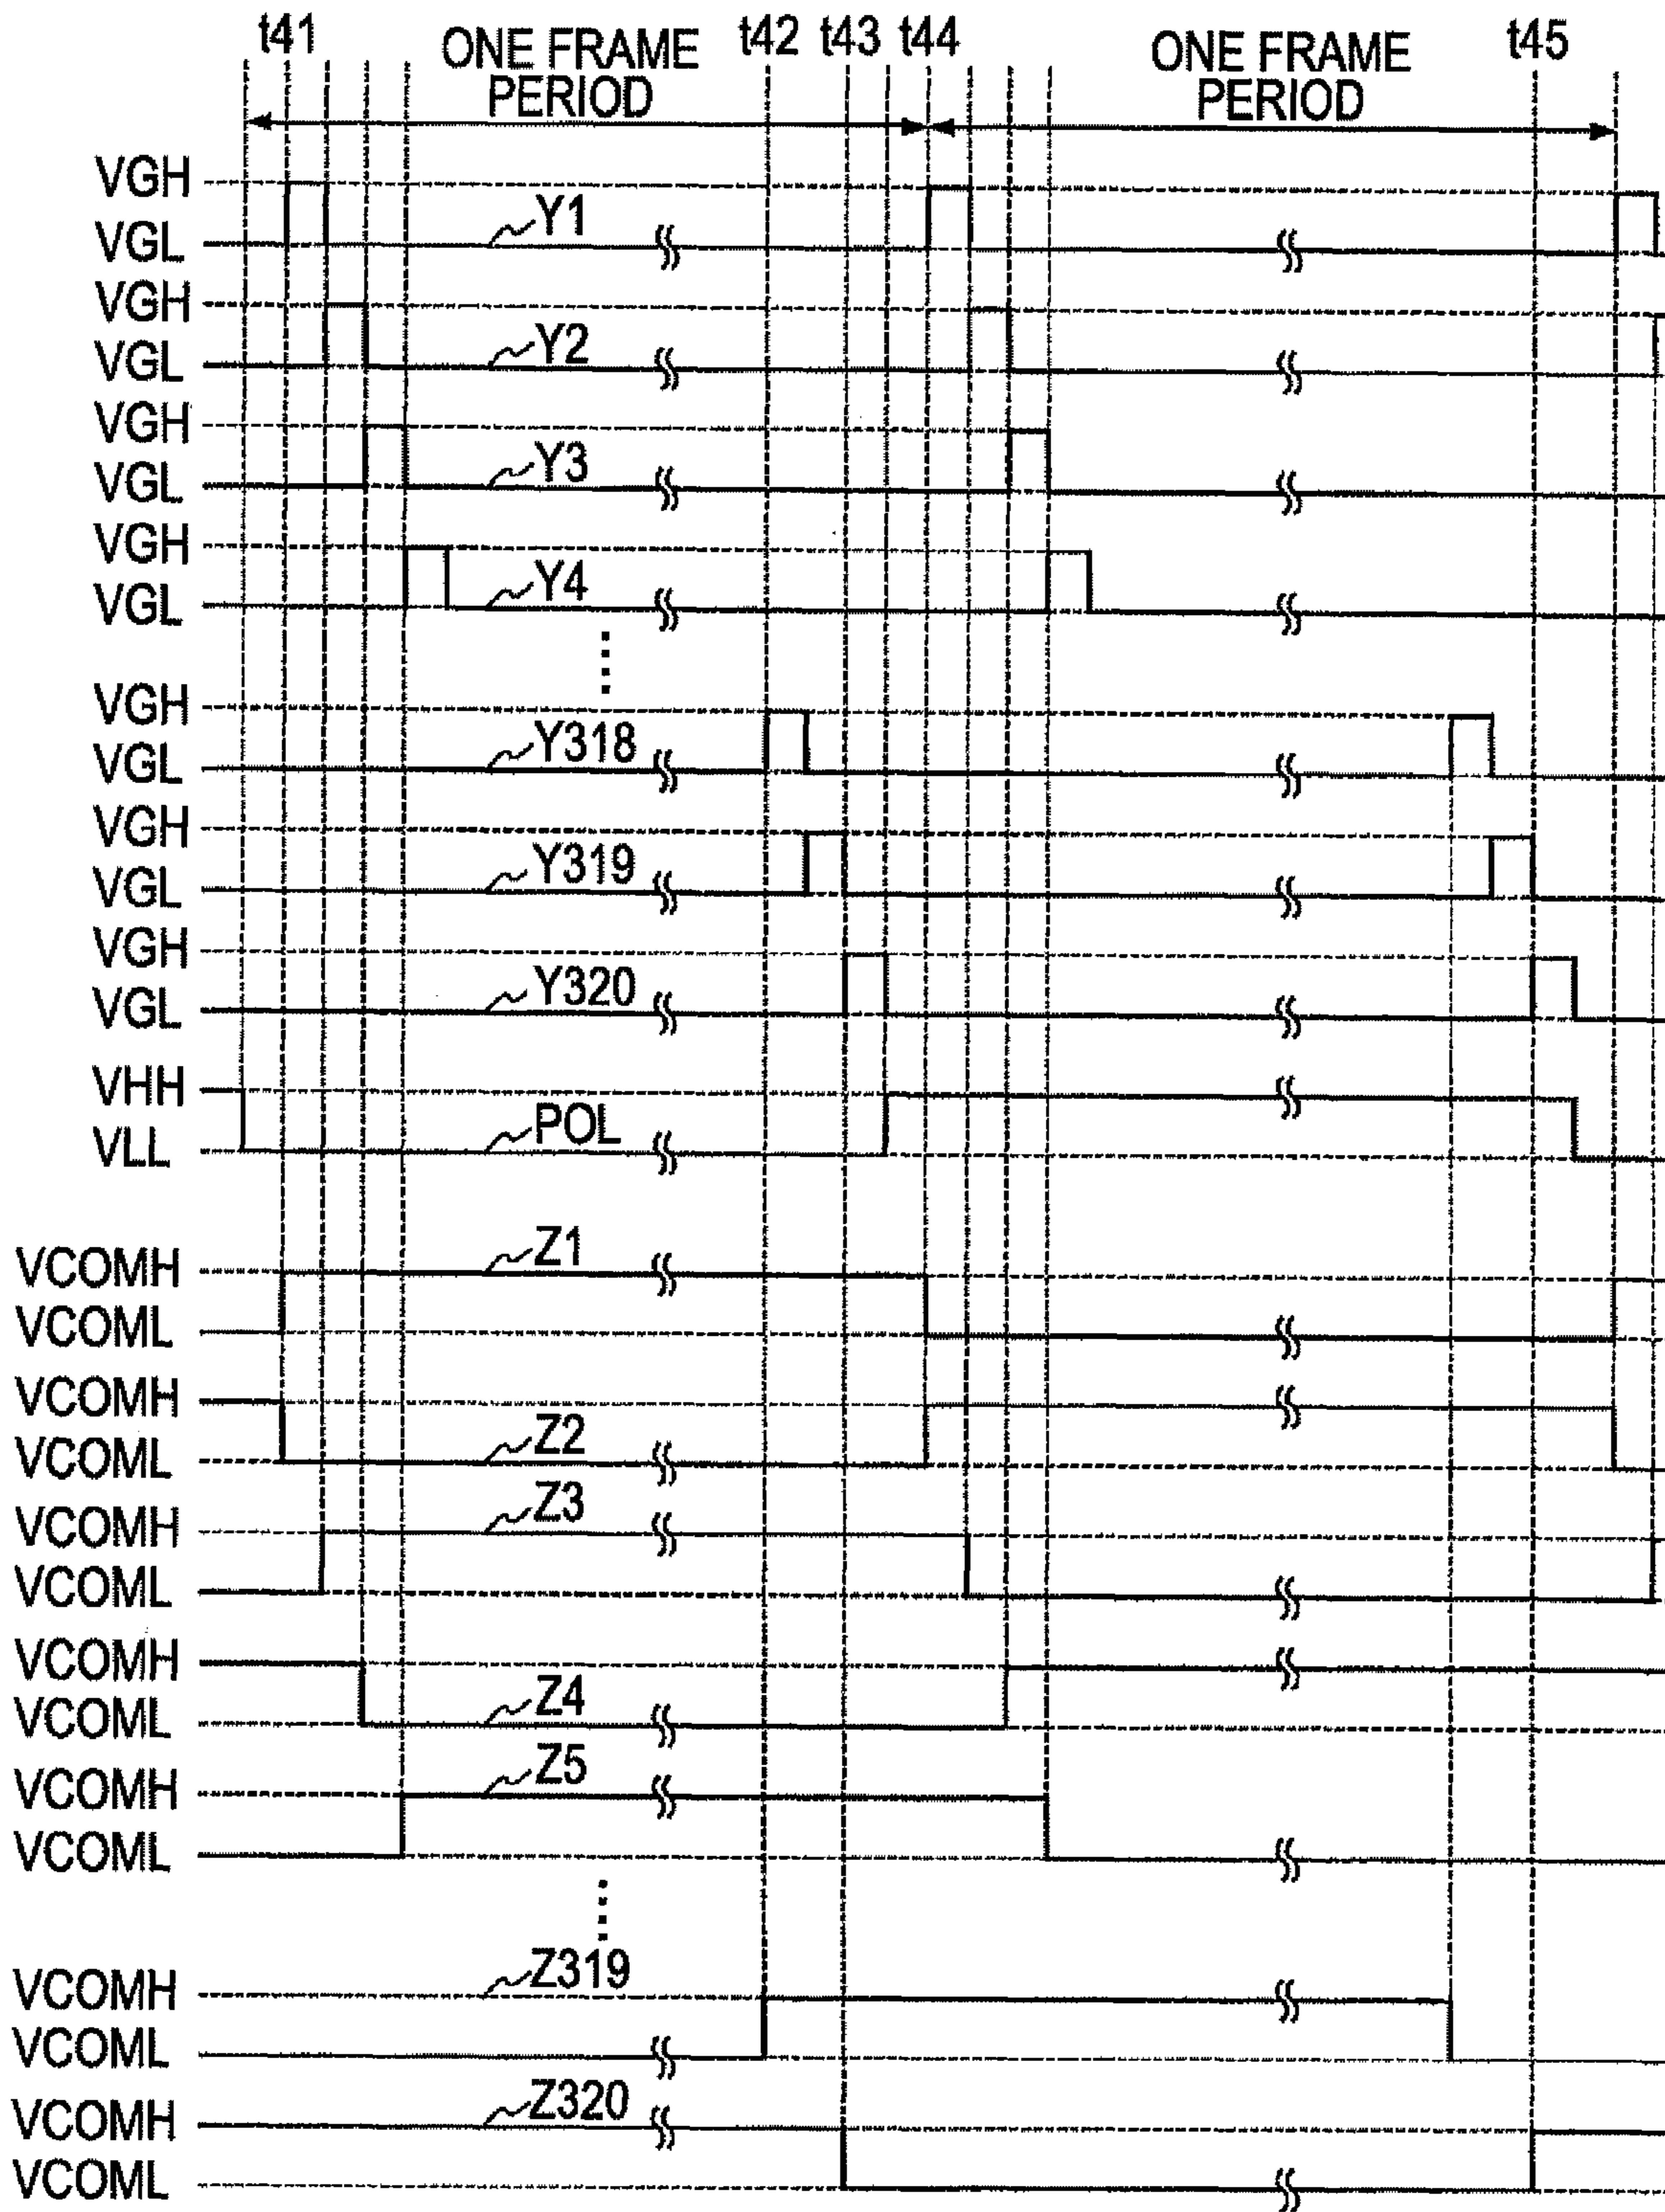 t41 ONE FRAME PERIOD t42 t43 t44 ONE FRAME PERIOD t45
VGH
VGL Y1
VGH
VGL Y2
VGH
VGL Y3
VGH
VGL Y4
VGH
VGL Y318
VGH
VGL Y319
VGH
VGL Y320
VHH
VLL POL
VCOMH Z1
VCOML
VCOMH
VCOML Z2
VCOMH Z3
VCOML
VCOMH
VCOML Z4
VCOMH Z5
VCOML
VCOMH Z319
VCOML
VCOMH Z320
VCOML